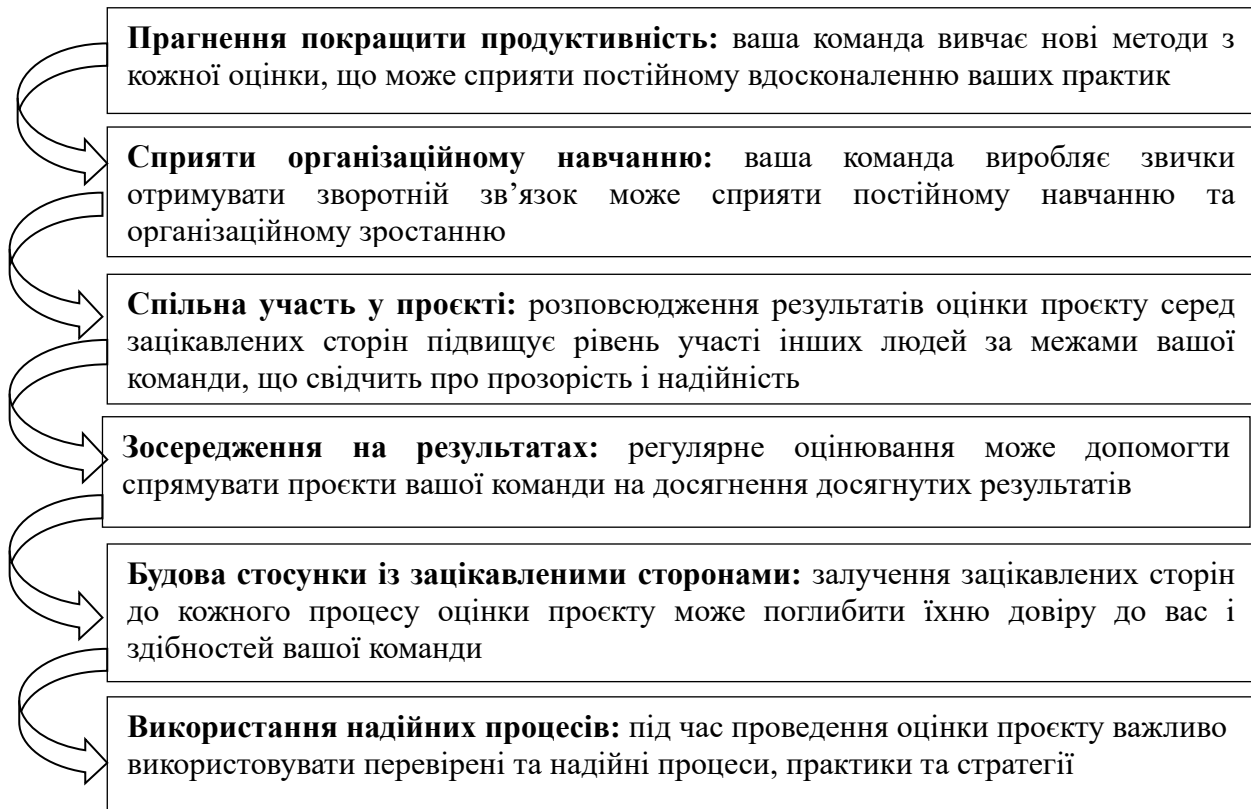 Прагнення покращити продуктивність: ваша команда вивчає нові методи з
кожної оцінки, що може сприяти постійному вдосконаленню ваших практик
Сприяти організаційному навчанню: ваша команда виробляє звички
отримувати зворотній зв’язок може сприяти постійному навчанню та
організаційному зростанню
Спільна участь у проєкті: розповсюдження результатів оцінки проєкту серед
зацікавлених сторін підвищує рівень участі інших людей за межами вашої
команди, що свідчить про прозорість і надійність
Зосередження на результатах: регулярне оцінювання може допомогти
спрямувати проєкти вашої команди на досягнення досягнутих результатів
Будова стосунки із зацікавленими сторонами: залучення зацікавлених сторін
до кожного процесу оцінки проєкту може поглибити їхню довіру до вас і
здібностей вашої команди
Використання надійних процесів: під час проведення оцінки проєкту важливо
використовувати перевірені та надійні процеси, практики та стратегії